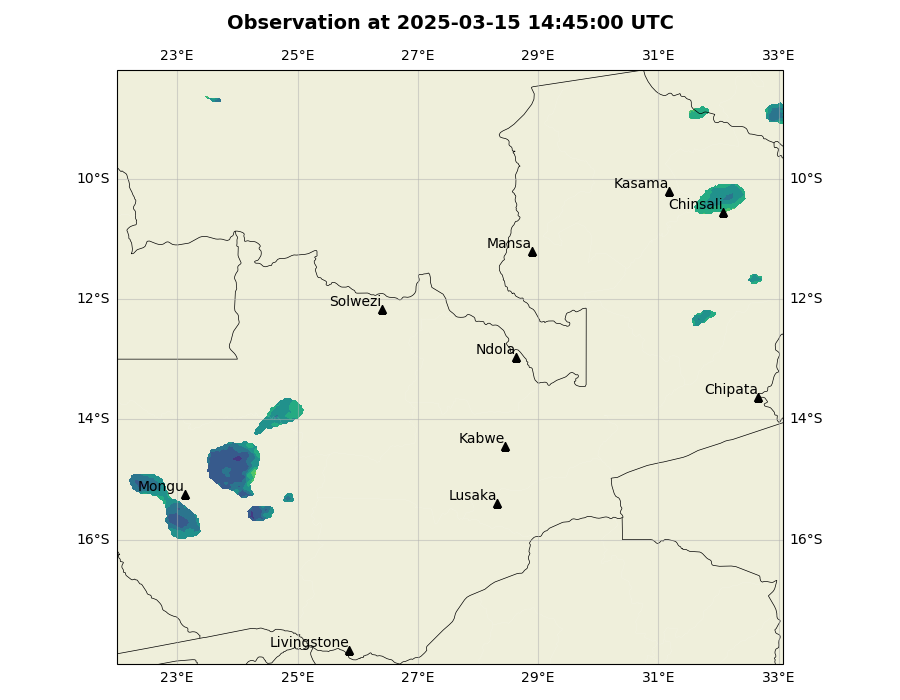 Observation at 2025-03-15 14:45:00 UTC
23°E 25°E 27°E 29°E 31°E 33°E
10°S 10°S
Kasama
Chinsali
Mansa
12°S 12°S
Solwezi
Ndola
Chipata
14°S 14°S
Kabwe
Mongu
Lusaka
16°S 16°S
Livingstone
23°E 25°E 27°E 29°E 31°E 33°E